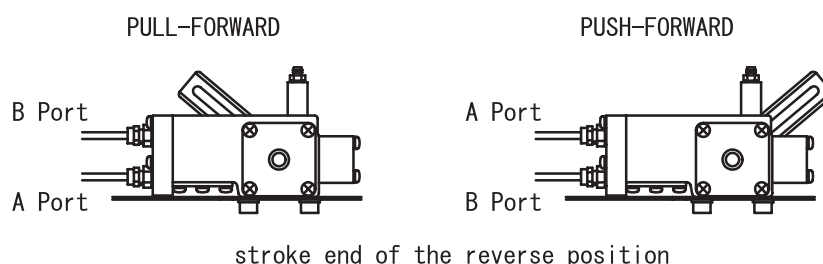 PULL-FORWARD
PUSH-FORWARD
B Port
A Port
A Port
B Port
stroke end of the reverse position